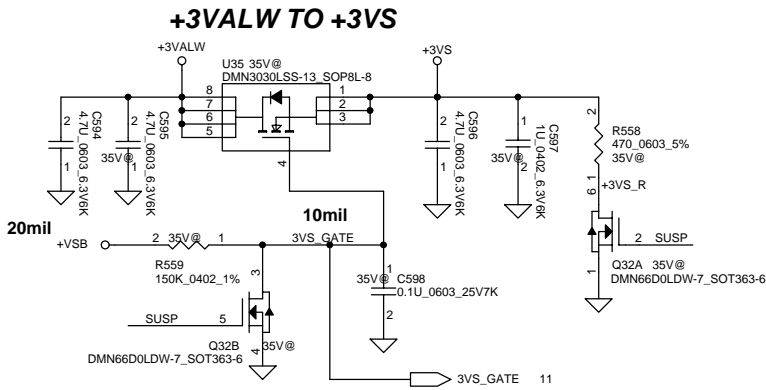 +3VALW TO +3VS
+3VALW
+3VS
U35 35V@
DMN3030LSS-13_SOP8L-8
8
7
6
5
1
2
3
4
2
1
C594
4.7U_0603_6.3V6K
2
1
35V@
C595
4.7U_0603_6.3V6K
2
1
35V@
C596
4.7U_0603_6.3V6K
1
2
35V@
C597
1U_0402_6.3V6K
2
R558
470_0603_5%
35V@
1
+3VS_R
6
2
SUSP
1
Q32A 35V@
DMN66D0LDW-7_SOT363-6
20mil
10mil
+VSB
2
35V@
1
3VS_GATE
R559
150K_0402_1%
3
SUSP
5
4
Q32B
35V@
DMN66D0LDW-7_SOT363-6
1
35V@
C598
0.1U_0603_25V7K
2
3VS_GATE 11